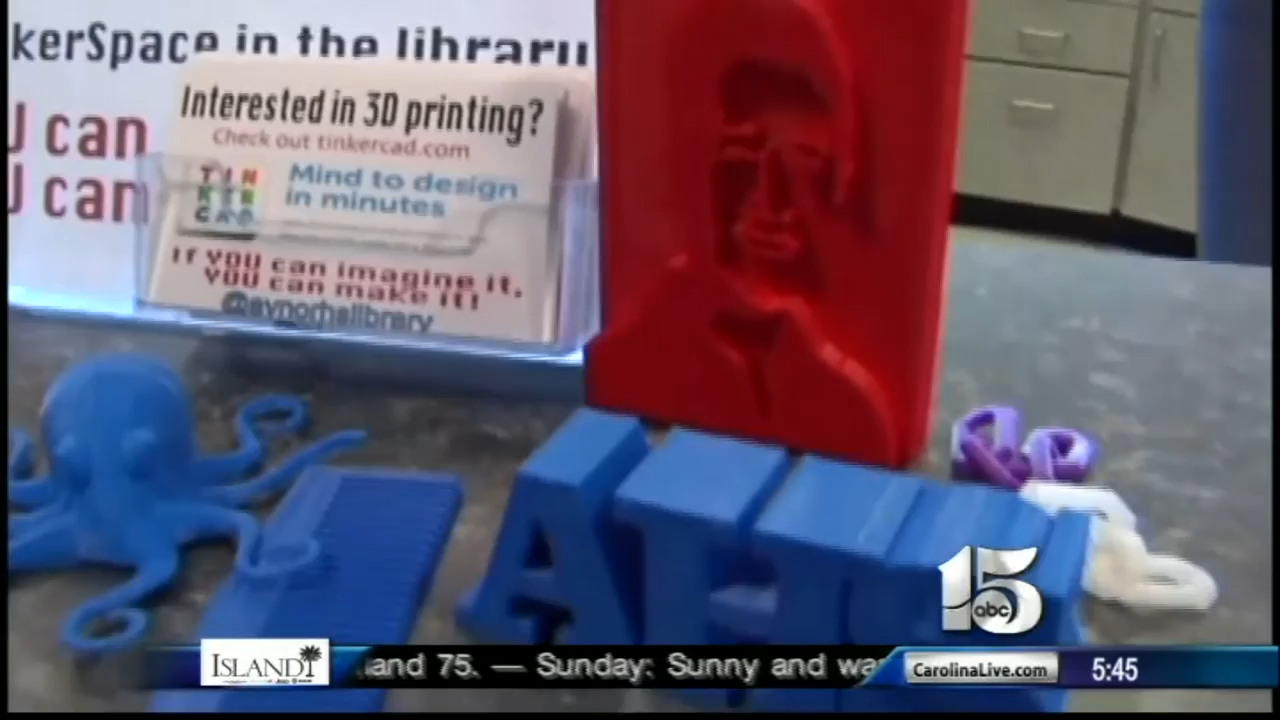 kerSpace in the library
Interested in 3D printing?
Check out tinkercad.com
J can
J can
TIN
KER
CAD
Mind to design
in minutes
If you can imagine it,
you can make it!
@aynorhslibrary
AHS
15
abc
ISLAND
and 75. — Sunday: Sunny and wa
CarolinaLive.com
5:45